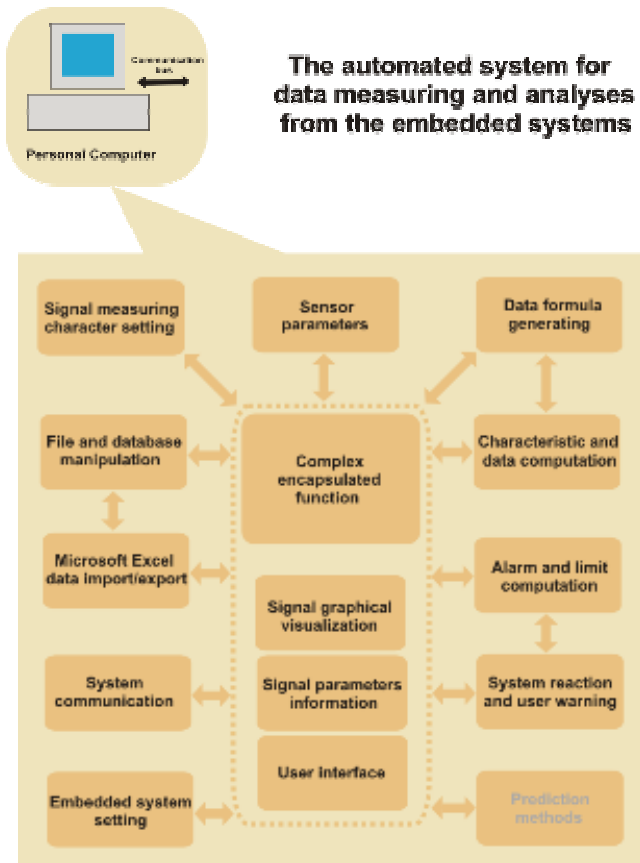 Communication
bus
Personal Computer
The automated system for
data measuring and analyses
from the embedded systems
Signal measuring
character setting
Sensor
parameters
Data formula
generating
File and database
manipulation
Complex
encapsulated
function
Characteristic and
data computation
Microsoft Excel
data import/export
Alarm and limit
computation
Signal graphical
visualization
System
communication
Signal parameters
information
System reaction
and user warning
User interface
Embedded system
setting
Prediction
methods